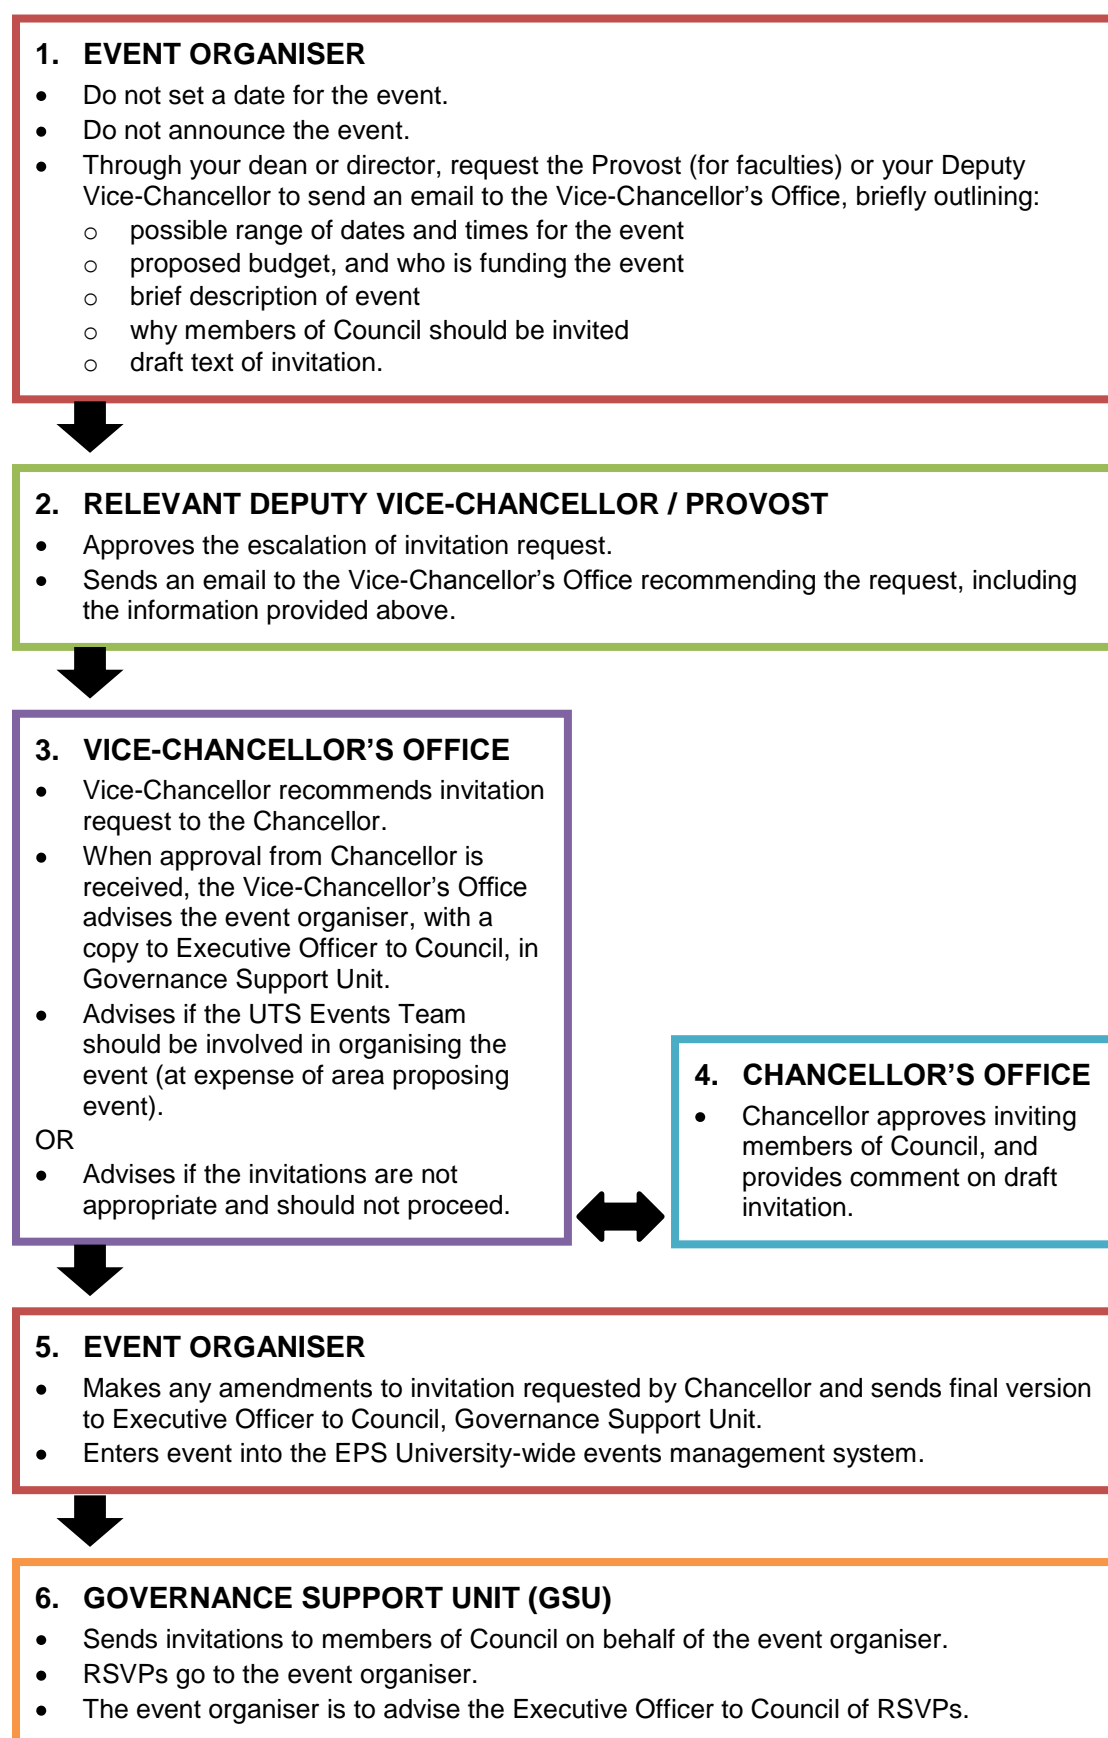 1. EVENT ORGANISER
• Do not set a date for the event.
• Do not announce the event.
• Through your dean or director, request the Provost (for faculties) or your Deputy
Vice-Chancellor to send an email to the Vice-Chancellor’s Office, briefly outlining:
o possible range of dates and times for the event
o proposed budget, and who is funding the event
o brief description of event
o why members of Council should be invited
o draft text of invitation.
2. RELEVANT DEPUTY VICE-CHANCELLOR / PROVOST
• Approves the escalation of invitation request.
• Sends an email to the Vice-Chancellor’s Office recommending the request, including
the information provided above.
3. VICE-CHANCELLOR’S OFFICE
• Vice-Chancellor recommends invitation
request to the Chancellor.
• When approval from Chancellor is
received, the Vice-Chancellor’s Office
advises the event organiser, with a
copy to Executive Officer to Council, in
Governance Support Unit.
• Advises if the UTS Events Team
should be involved in organising the
event (at expense of area proposing
event).
OR
• Advises if the invitations are not
appropriate and should not proceed.
4. CHANCELLOR’S OFFICE
• Chancellor approves inviting
members of Council, and
provides comment on draft
invitation.
5. EVENT ORGANISER
• Makes any amendments to invitation requested by Chancellor and sends final version
to Executive Officer to Council, Governance Support Unit.
• Enters event into the EPS University-wide events management system.
6. GOVERNANCE SUPPORT UNIT (GSU)
• Sends invitations to members of Council on behalf of the event organiser.
• RSVPs go to the event organiser.
• The event organiser is to advise the Executive Officer to Council of RSVPs.